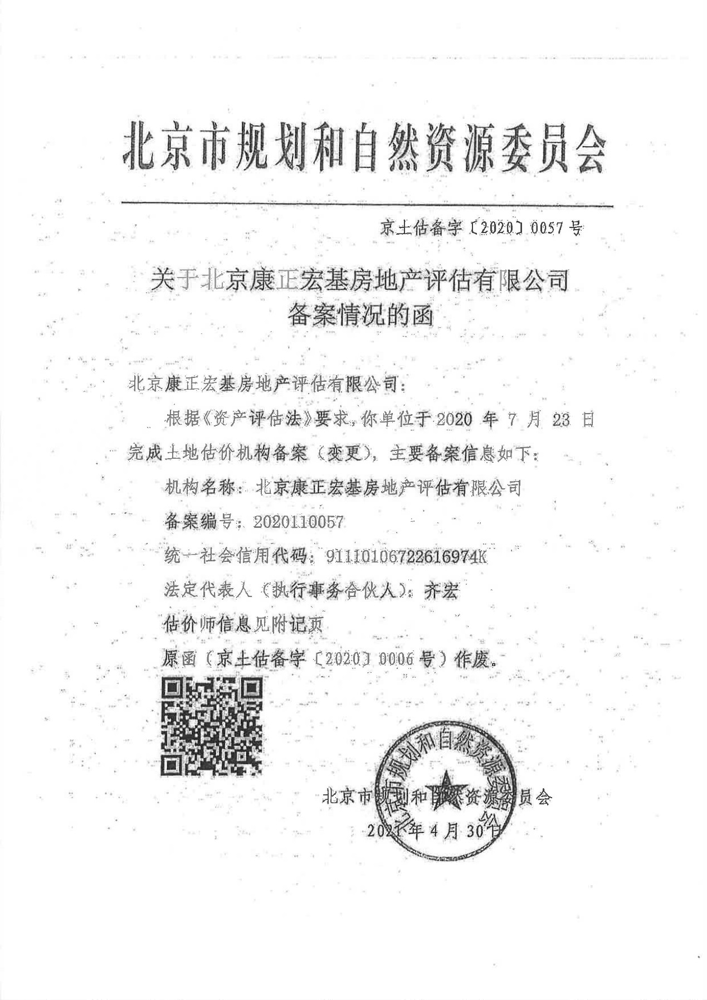 北京市规划和自然资源委员会
京土估备字〔2020〕0057号
关于北京康正宏基房地产评估有限公司
备案情况的函
北京康正宏基房地产评估有限公司：
根据《资产评估法》要求，你单位于2020 年 7 月 23 日
完成土地估价机构备案（变更），主要备案信息如下：
机构名称：北京康正宏基房地产评估有限公司
备案编号：2020110057
统一社会信用代码：91110106722616974K
法定代表人（执行事务合伙人）：齐宏
估价师信息见附记页
原函（京土估备字〔2020〕0006号）作废。
北京市规划和自然资源委员会
北京市规划和自然资源委员会
2021年4月30日